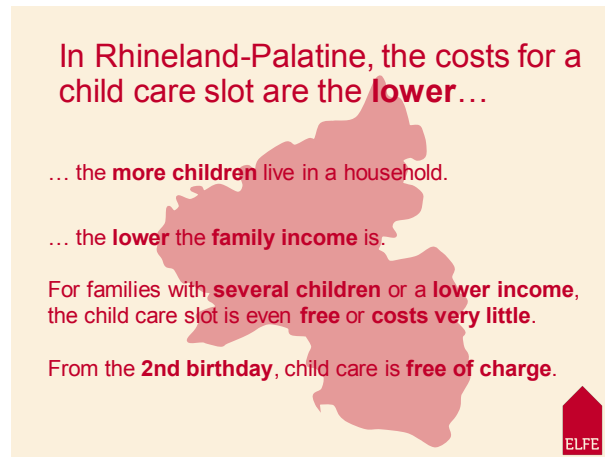 In Rhineland-Palatine, the costs for a
child care slot are the lower…
… the more children live in a household.
… the lower the family income is.
For families with several children or a lower income,
the child care slot is even free or costs very little.
From the 2nd birthday, child care is free of charge.
ELFE